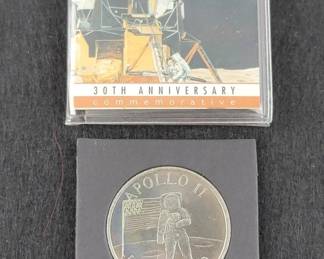 30TH ANNIVERSARY
commemorative
APOLLO 11